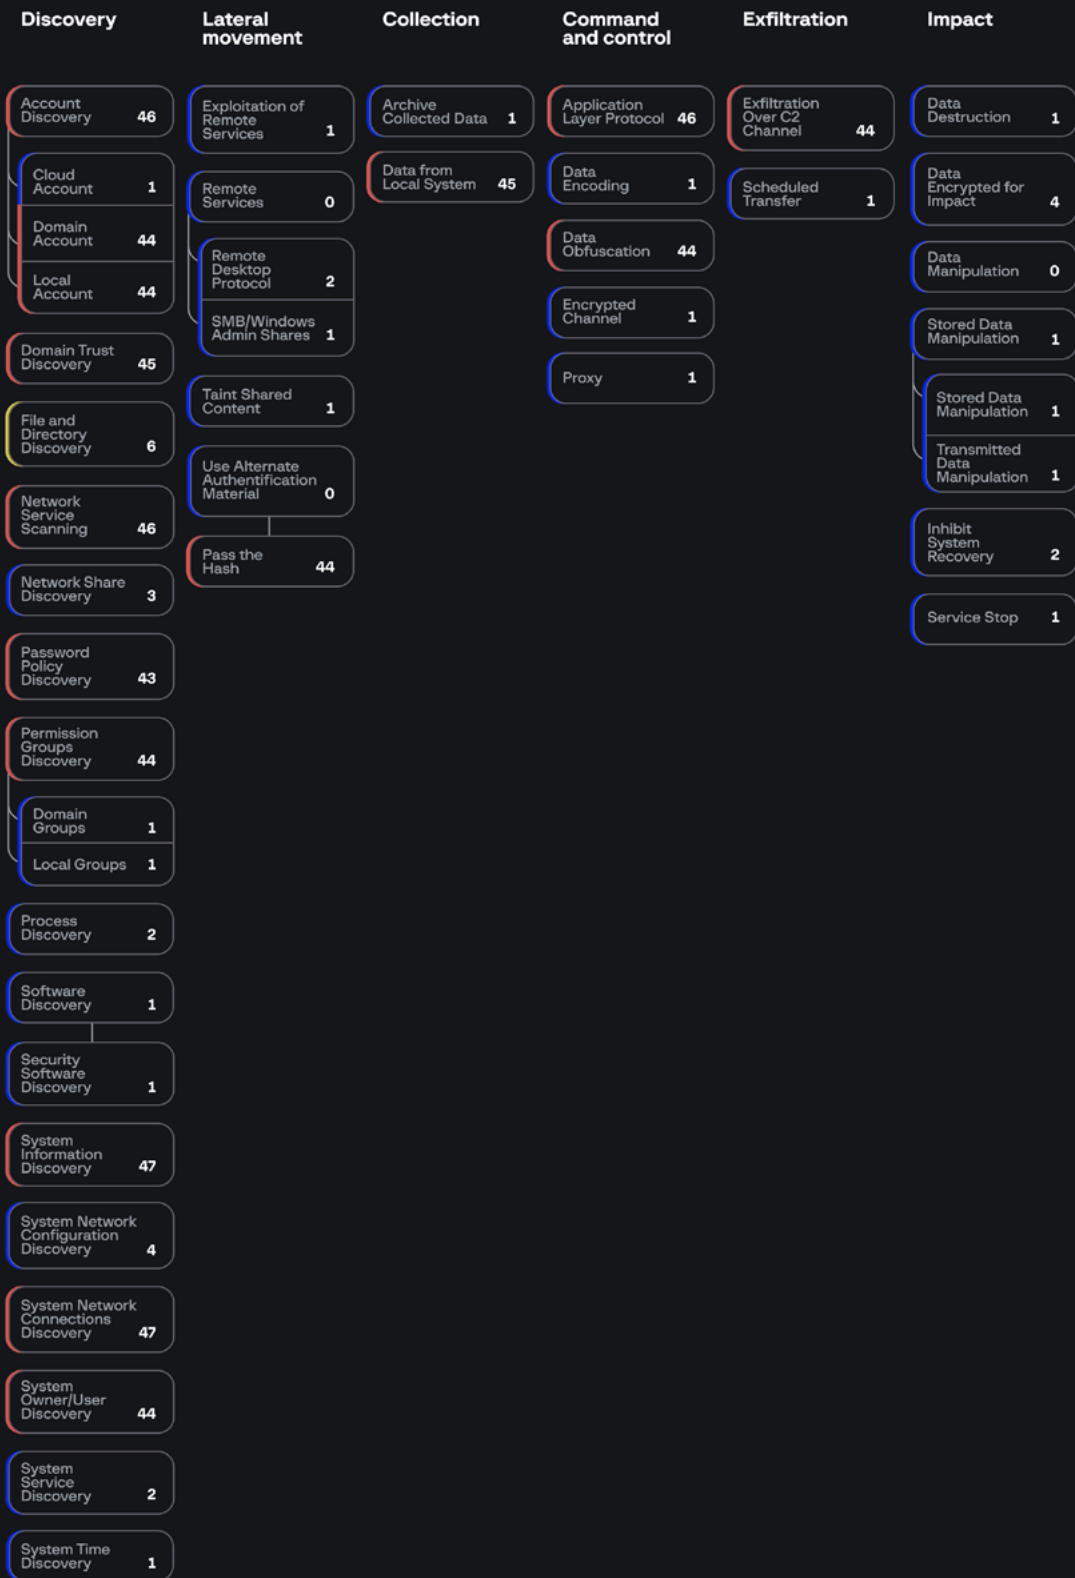 Discovery
Account
Discovery 46
Cloud
Account 1
Domain
Account 44
Local
Account 44
Domain Trust
Discovery 45
File and
Directory
Discovery 6
Network
Service
Scanning 46
Network Share
Discovery 3
Password
Policy
Discovery 43
Permission
Groups
Discovery 44
Domain
Groups 1
Local Groups 1
Process
Discovery 2
Software
Discovery 1
Security
Software
Discovery 1
System
Information
Discovery 47
System Network
Configuration
Discovery 4
System Network
Connections
Discovery 47
System
Owner/User
Discovery 44
System
Service
Discovery 2
System Time
Discovery 1
Lateral
movement
Exploitation of
Remote
Services 1
Remote
Services 0
Remote
Desktop
Protocol 2
SMB/Windows
Admin Shares 1
Taint Shared
Content 1
Use Alternate
Authentification
Material 0
Pass the
Hash 44
Collection
Archive
Collected Data 1
Data from
Local System 45
Command
and control
Application
Layer Protocol 46
Data
Encoding 1
Data
Obfuscation 44
Encrypted
Channel 1
Proxy 1
Exfiltration
Exfiltration
Over C2
Channel 44
Scheduled
Transfer 1
Impact
Data
Destruction 1
Data
Encrypted for
Impact 4
Data
Manipulation 0
Stored Data
Manipulation 1
Stored Data
Manipulation 1
Transmitted
Data
Manipulation 1
Inhibit
System
Recovery 2
Service Stop 1